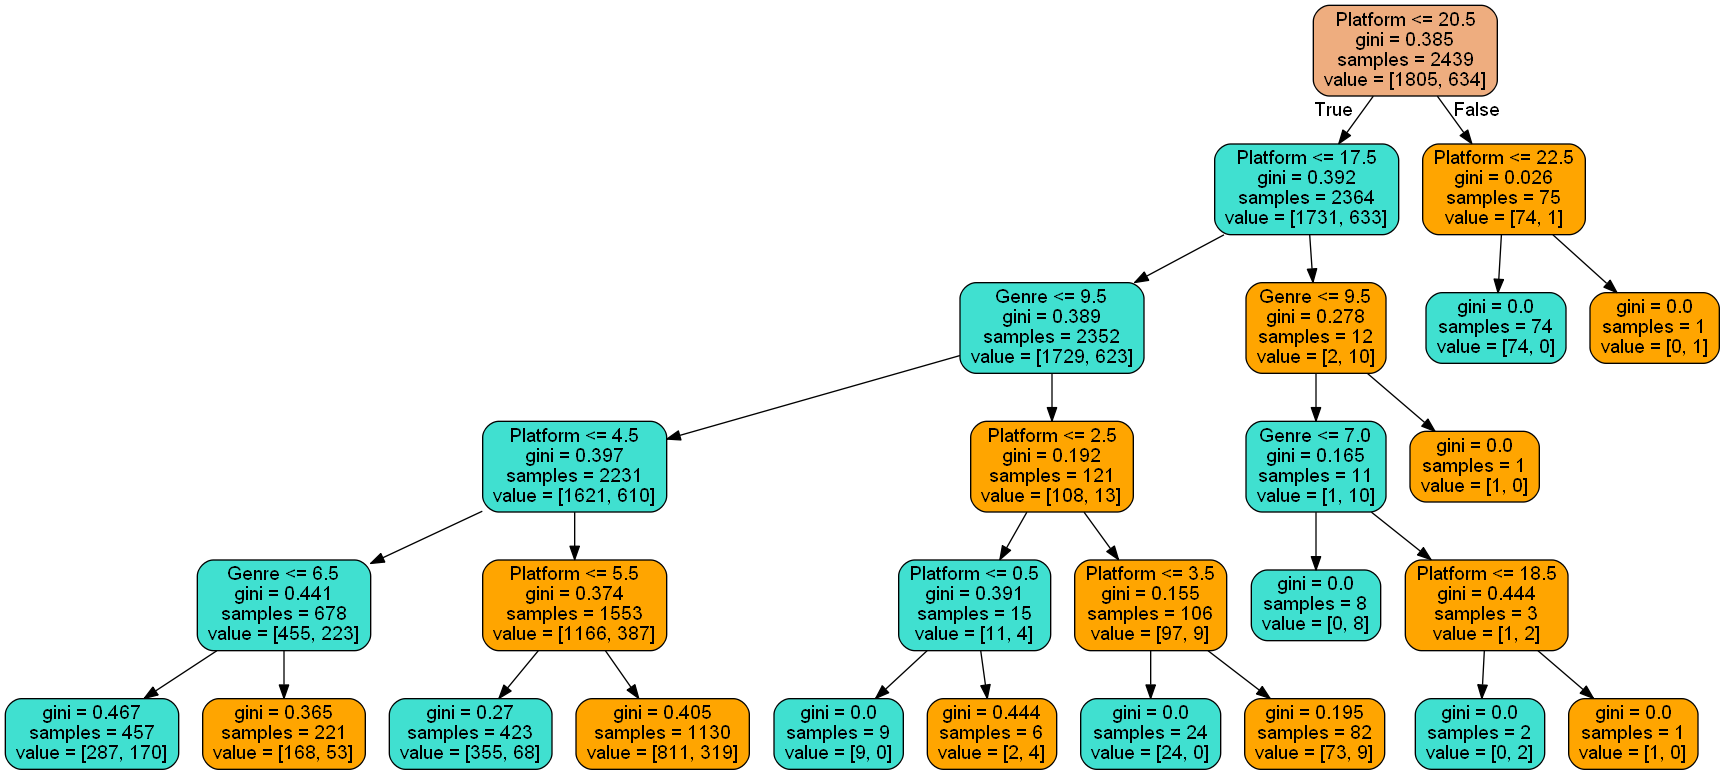 Platform <= 20.5
gini = 0.385
samples = 2439
value = [1805, 634]
True
False
Platform <= 17.5
gini = 0.392
samples = 2364
value = [1731, 633]
Platform <= 22.5
gini = 0.026
samples = 75
value = [74, 1]
Genre <= 9.5
gini = 0.389
samples = 2352
value = [1729, 623]
Genre <= 9.5
gini = 0.278
samples = 12
value = [2, 10]
gini = 0.0
samples = 74
value = [74, 0]
gini = 0.0
samples = 1
value = [0, 1]
Platform <= 4.5
gini = 0.397
samples = 2231
value = [1621, 610]
Platform <= 2.5
gini = 0.192
samples = 121
value = [108, 13]
Genre <= 7.0
gini = 0.165
samples = 11
value = [1, 10]
gini = 0.0
samples = 1
value = [1, 0]
Genre <= 6.5
gini = 0.441
samples = 678
value = [455, 223]
Platform <= 5.5
gini = 0.374
samples = 1553
value = [1166, 387]
Platform <= 0.5
gini = 0.391
samples = 15
value = [11, 4]
Platform <= 3.5
gini = 0.155
samples = 106
value = [97, 9]
gini = 0.0
samples = 8
value = [0, 8]
Platform <= 18.5
gini = 0.444
samples = 3
value = [1, 2]
gini = 0.467
samples = 457
value = [287, 170]
gini = 0.365
samples = 221
value = [168, 53]
gini = 0.27
samples = 423
value = [355, 68]
gini = 0.405
samples = 1130
value = [811, 319]
gini = 0.0
samples = 9
value = [9, 0]
gini = 0.444
samples = 6
value = [2, 4]
gini = 0.0
samples = 24
value = [24, 0]
gini = 0.195
samples = 82
value = [73, 9]
gini = 0.0
samples = 2
value = [0, 2]
gini = 0.0
samples = 1
value = [1, 0]